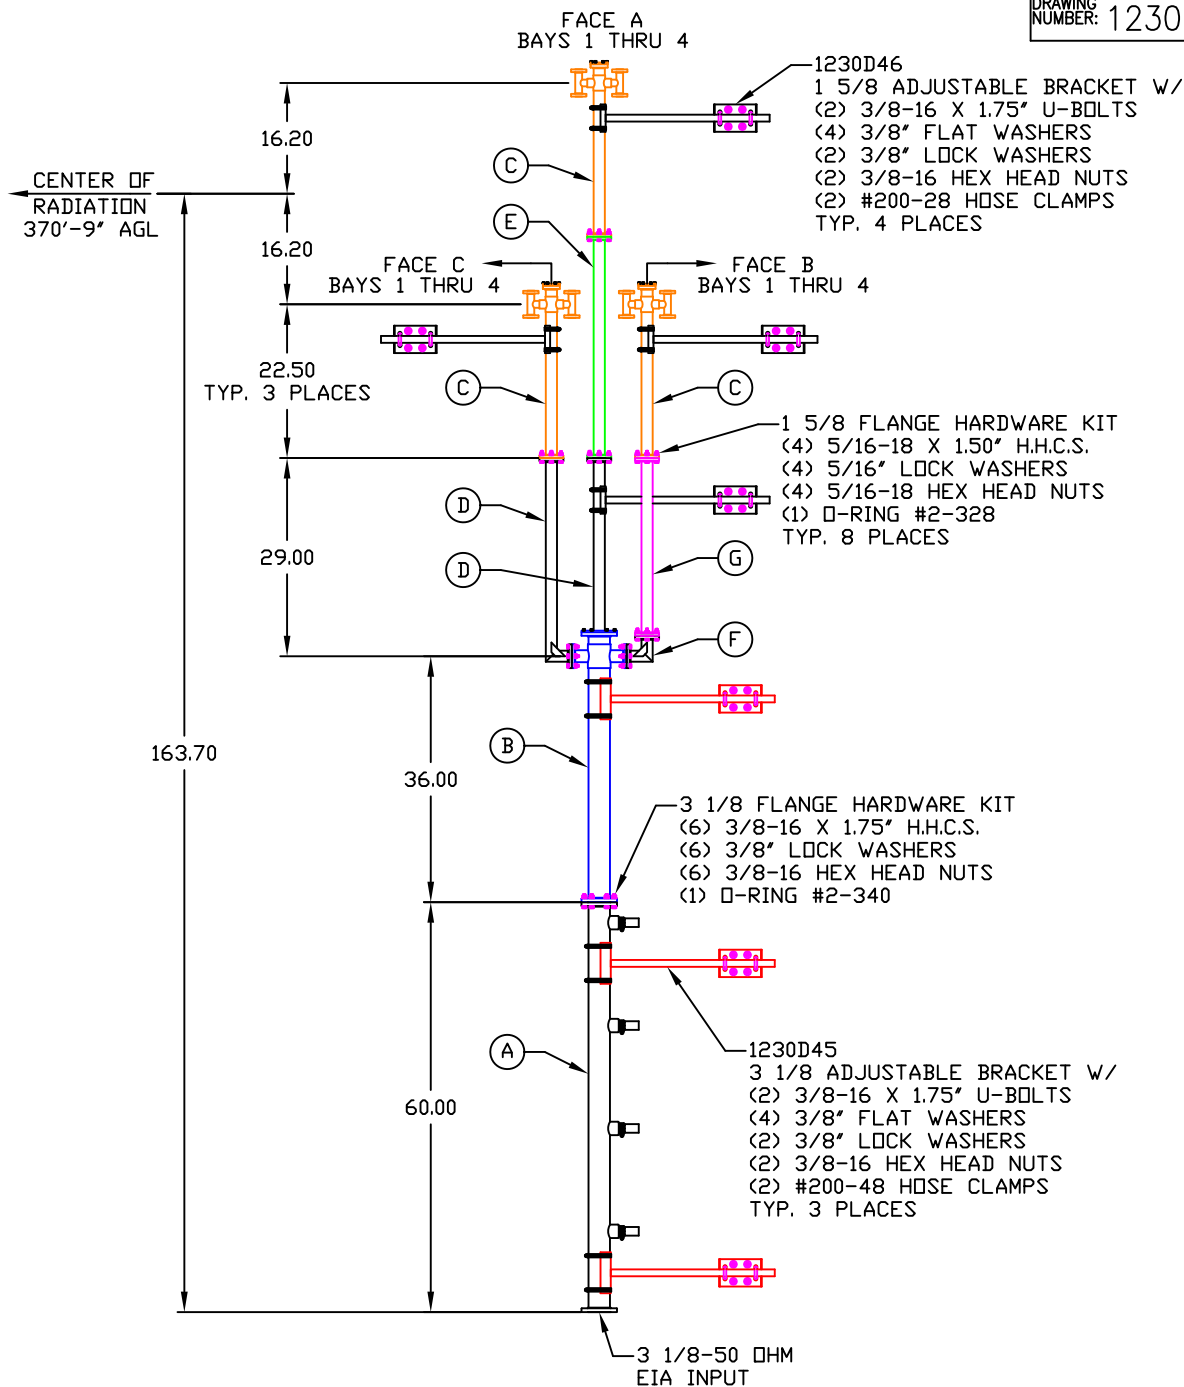 DRAWING
NUMBER: 1230
FACE A
BAYS 1 THRU 4
1230D46
1 5/8 ADJUSTABLE BRACKET W/
(2) 3/8-16 X 1.75" U-BOLTS
(4) 3/8" FLAT WASHERS
(2) 3/8" LOCK WASHERS
(2) 3/8-16 HEX HEAD NUTS
(2) #200-28 HOSE CLAMPS
TYP. 4 PLACES
16.20
C
CENTER OF
RADIATION
370'-9" AGL
E
16.20
FACE C
BAYS 1 THRU 4
FACE B
BAYS 1 THRU 4
22.50
TYP. 3 PLACES
C
C
1 5/8 FLANGE HARDWARE KIT
(4) 5/16-18 X 1.50" H.H.C.S.
(4) 5/16" LOCK WASHERS
(4) 5/16-18 HEX HEAD NUTS
(1) O-RING #2-328
TYP. 8 PLACES
D
29.00
D
G
F
163.70
B
36.00
3 1/8 FLANGE HARDWARE KIT
(6) 3/8-16 X 1.75" H.H.C.S.
(6) 3/8" LOCK WASHERS
(6) 3/8-16 HEX HEAD NUTS
(1) O-RING #2-340
A
60.00
1230D45
3 1/8 ADJUSTABLE BRACKET W/
(2) 3/8-16 X 1.75" U-BOLTS
(4) 3/8" FLAT WASHERS
(2) 3/8" LOCK WASHERS
(2) 3/8-16 HEX HEAD NUTS
(2) #200-48 HOSE CLAMPS
TYP. 3 PLACES
3 1/8-50 OHM
EIA INPUT